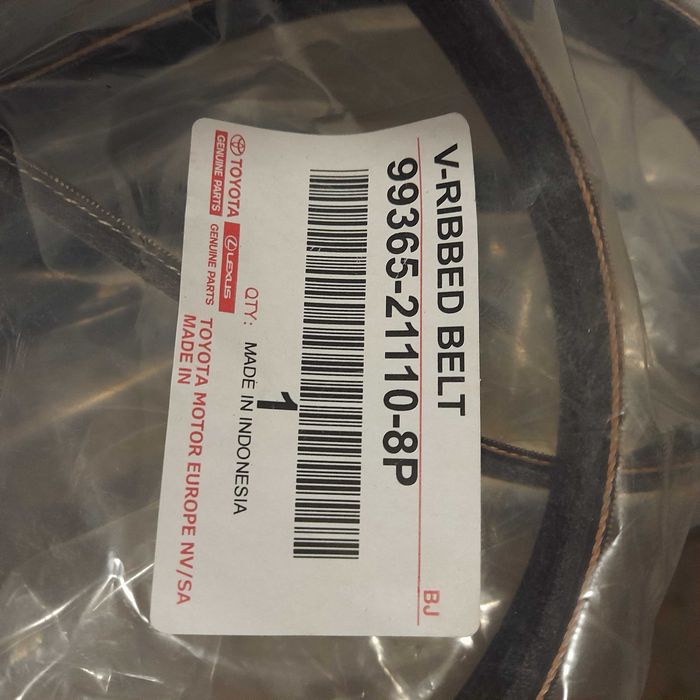 V-RIBBED BELT
99365-21110-8P
BJ
QTY:
1
MADE IN INDONESIA
TOYOTA
GENUINE PARTS
LEXUS
GENUINE PARTS
TOYOTA MOTOR EUROPE NV/SA
MADE IN